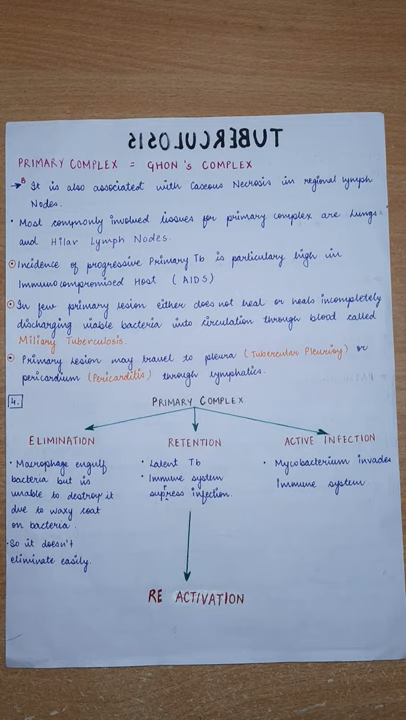 TUBERCULOSIS
PRIMARY COMPLEX = GHON'S COMPLEX
→ B It is also associated with Caseous Necrosis in regional lymph
Nodes.
• Most commonly involved tissues for primary complex are Lungs
and Hilar Lymph Nodes.
⊙ Incidence of progressive Primary Tb is particulary high in
Immunocompromised Host (AIDS)
⊙ In few primary lesion either does not heal or heals incompletely
discharging viable bacteria into circulation through blood called
Miliary Tuberculosis.
⊙ Primary Lesion may travel to pleura (Tubercular Pleurisy) or
pericardium (Pericarditis) through lymphatics.
4.
PRIMARY COMPLEX
ELIMINATION
• Macrophage engulf
bacteria but is
unable to destroy it
due to waxy coat
on bacteria.
• So it doesn't
eliminate easily.
RETENTION
• Latent Tb
• Immune system
supress infection.
ACTIVE INFECTION
• Mycobacterium invades
Immune system.
RE ACTIVATION